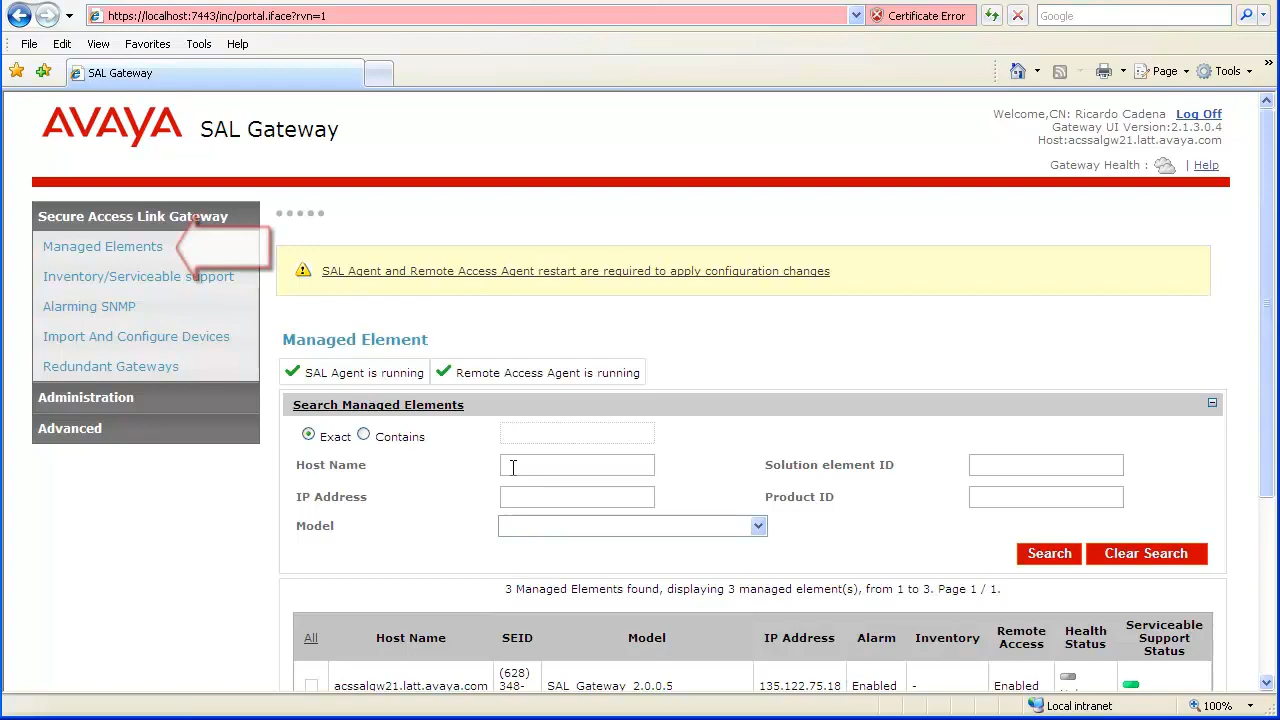 https://localhost:7443/inc/portal.iface?rvn=1
Certificate Error
Google
File Edit View Favorites Tools Help
SAL Gateway
Page Tools
AVAYA SAL Gateway
Welcome,CN: Ricardo Cadena Log Off
Gateway UI Version:2.1.3.0.4
Host:acssalgw21.latt.avaya.com
Gateway Health : | Help
Secure Access Link Gateway
Managed Elements
Inventory/Serviceable support
Alarming SNMP
Import And Configure Devices
Redundant Gateways
Administration
Advanced
SAL Agent and Remote Access Agent restart are required to apply configuration changes
Managed Element
SAL Agent is running Remote Access Agent is running
Search Managed Elements
Exact Contains
Host Name Solution element ID
IP Address Product ID
Model
Search Clear Search
3 Managed Elements found, displaying 3 managed element(s), from 1 to 3. Page 1 / 1.
All Host Name SEID Model IP Address Alarm Inventory Remote Access Health Status Serviceable Support Status
acssalgw21.latt.avaya.com (628) 348- SAL Gateway 2.0.0.5 135.122.75.18 Enabled - Enabled
Local intranet 100%